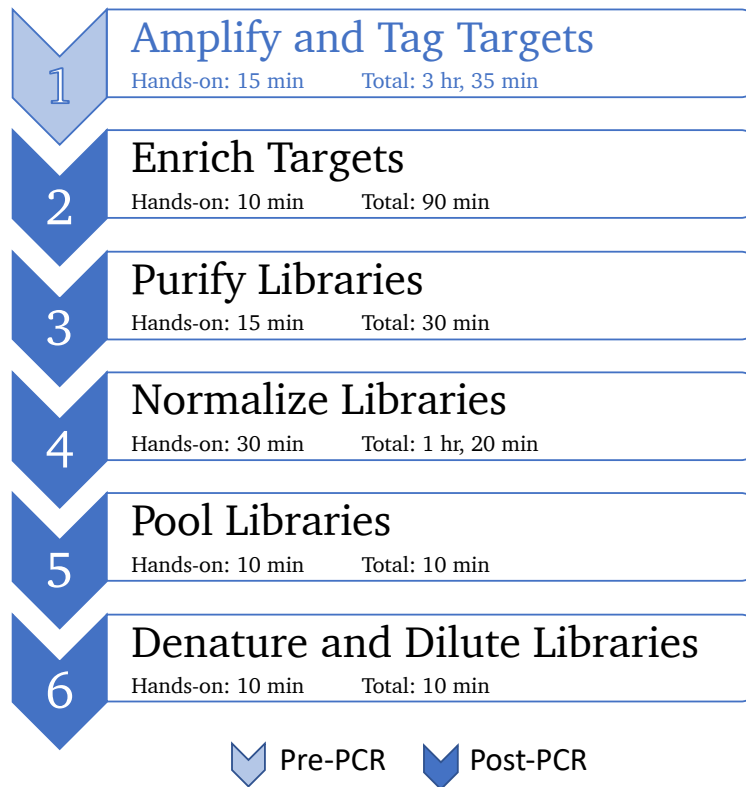 1
Amplify and Tag Targets
Hands-on: 15 min Total: 3 hr, 35 min
2
Enrich Targets
Hands-on: 10 min Total: 90 min
3
Purify Libraries
Hands-on: 15 min Total: 30 min
4
Normalize Libraries
Hands-on: 30 min Total: 1 hr, 20 min
5
Pool Libraries
Hands-on: 10 min Total: 10 min
6
Denature and Dilute Libraries
Hands-on: 10 min Total: 10 min
Pre-PCR Post-PCR